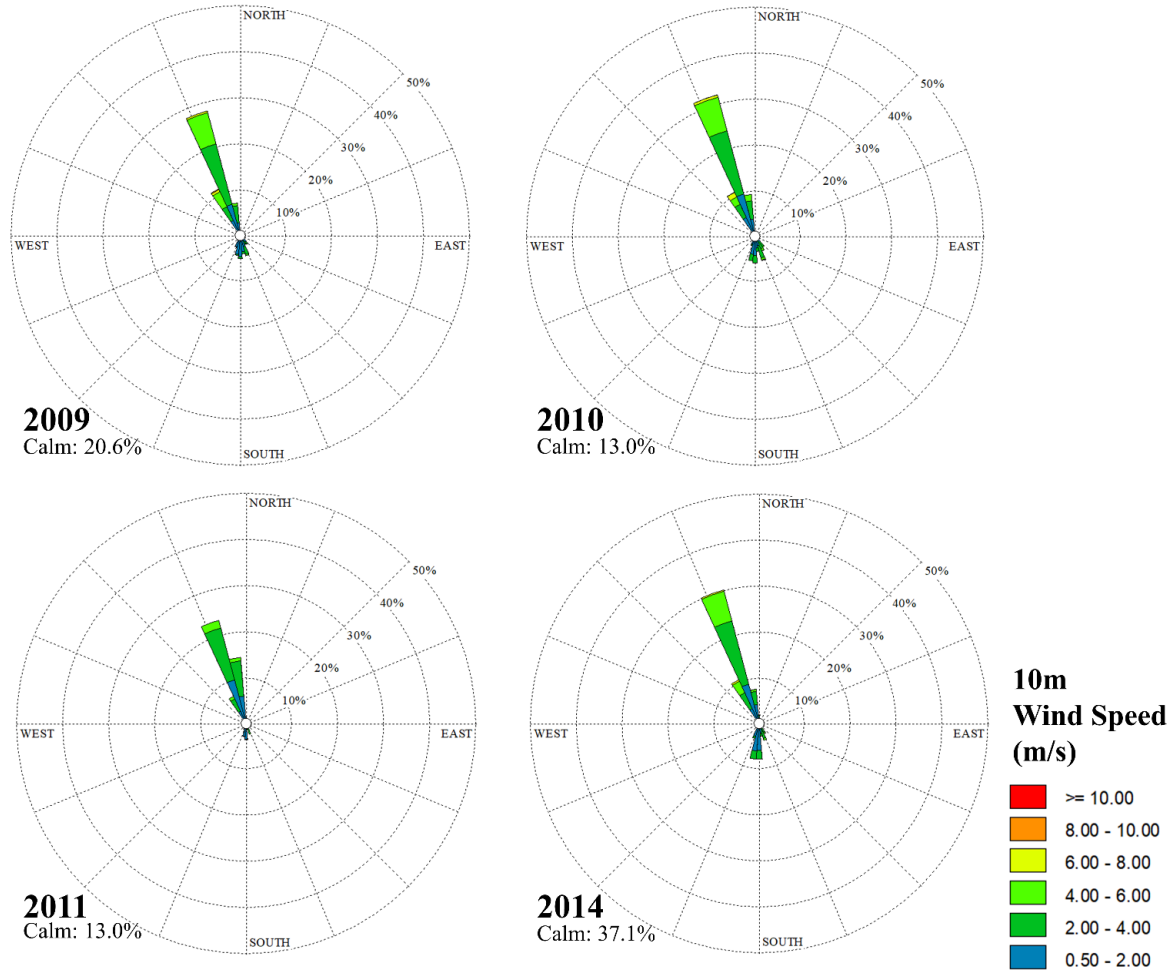 NORTH
50%
40%
30%
20%
10%
WEST
EAST
SOUTH
2009
Calm: 20.6%
NORTH
50%
40%
30%
20%
10%
WEST
EAST
SOUTH
2010
Calm: 13.0%
NORTH
50%
40%
30%
20%
10%
WEST
EAST
SOUTH
2011
Calm: 13.0%
NORTH
50%
40%
30%
20%
10%
WEST
EAST
SOUTH
2014
Calm: 37.1%
10m
Wind Speed
(m/s)
>= 10.00
8.00 - 10.00
6.00 - 8.00
4.00 - 6.00
2.00 - 4.00
0.50 - 2.00